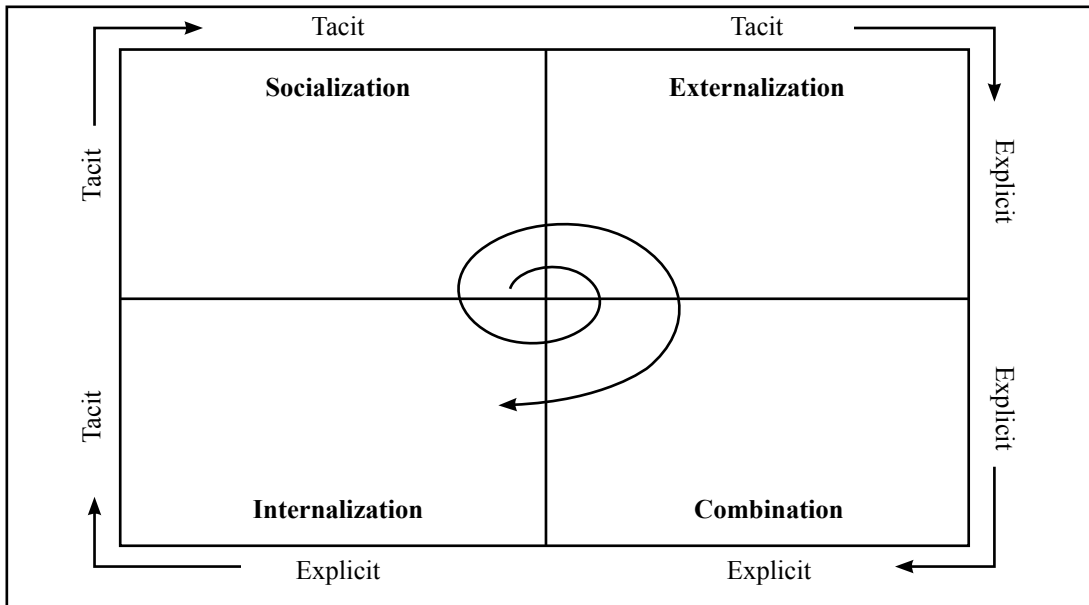 Tacit
Tacit
Socialization
Externalization
Tacit
Explicit
Tacit
Explicit
Internalization
Combination
Explicit
Explicit